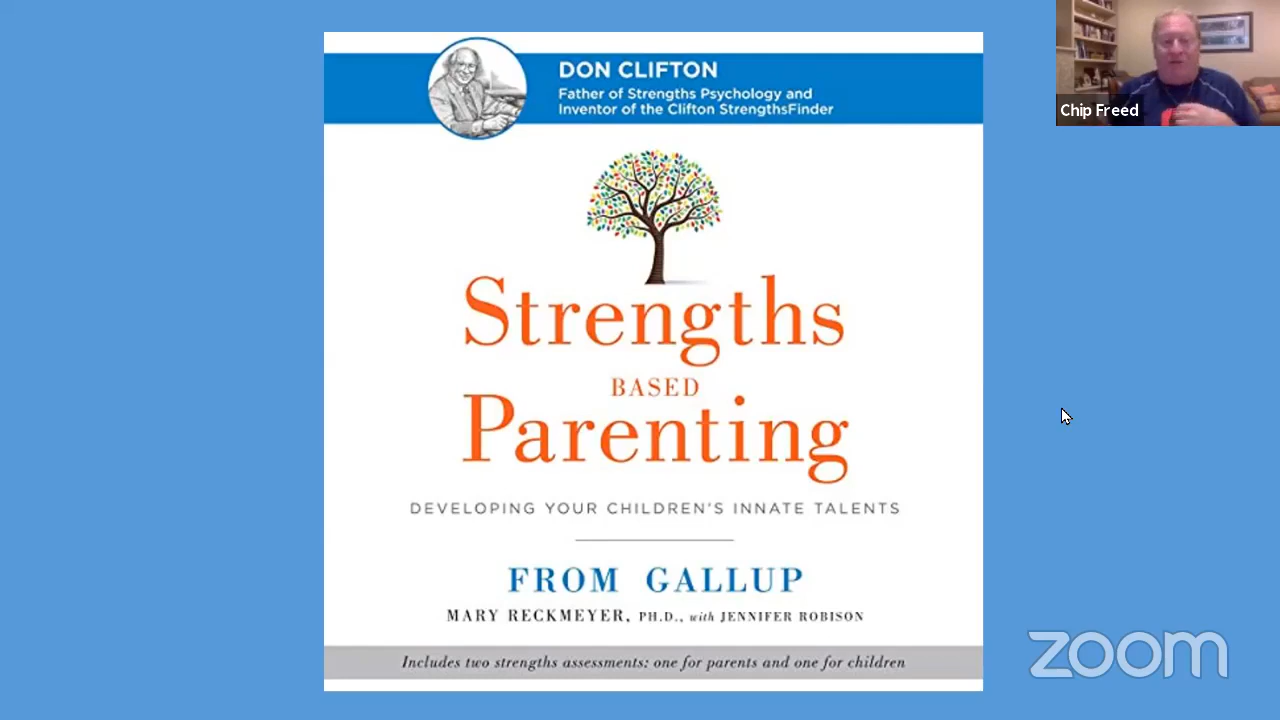 DON CLIFTON
Father of Strengths Psychology and
Inventor of the Clifton StrengthsFinder
Strengths
BASED
Parenting
DEVELOPING YOUR CHILDREN'S INNATE TALENTS
FROM GALLUP
MARY RECKMEYER, PH.D., with JENNIFER ROBISON
Includes two strengths assessments: one for parents and one for children
Chip Freed
zoom